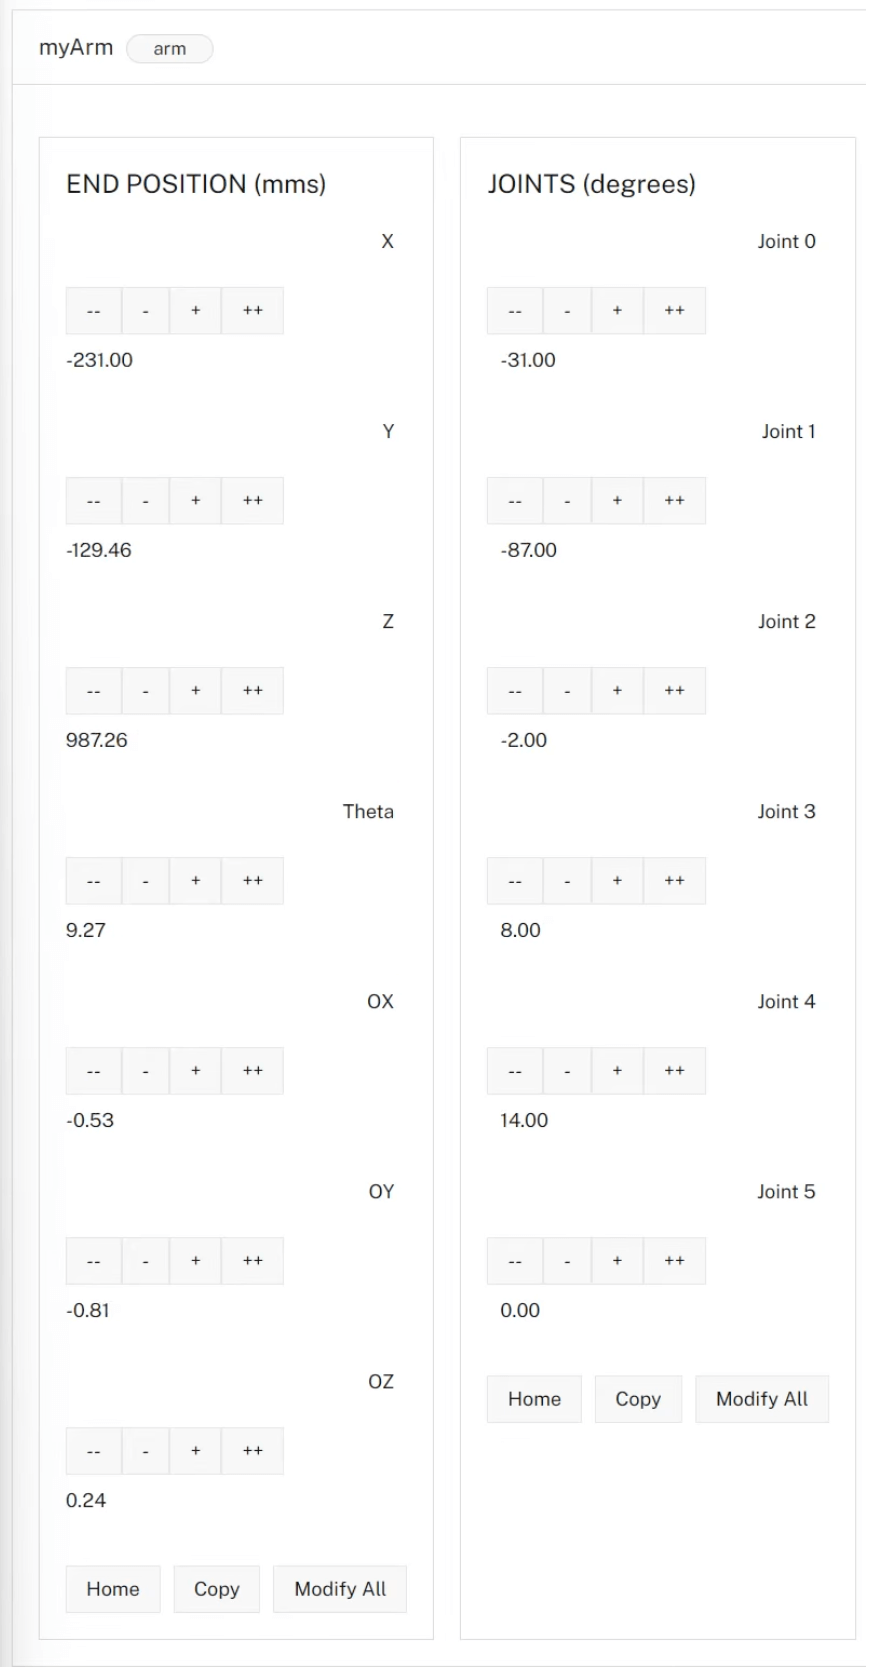 myArm arm
END POSITION (mms)
X
-- - + ++
-231.00
Y
-- - + ++
-129.46
Z
-- - + ++
987.26
Theta
-- - + ++
9.27
OX
-- - + ++
-0.53
OY
-- - + ++
-0.81
OZ
-- - + ++
0.24
Home Copy Modify All
JOINTS (degrees)
Joint 0
-- - + ++
-31.00
Joint 1
-- - + ++
-87.00
Joint 2
-- - + ++
-2.00
Joint 3
-- - + ++
8.00
Joint 4
-- - + ++
14.00
Joint 5
-- - + ++
0.00
Home Copy Modify All